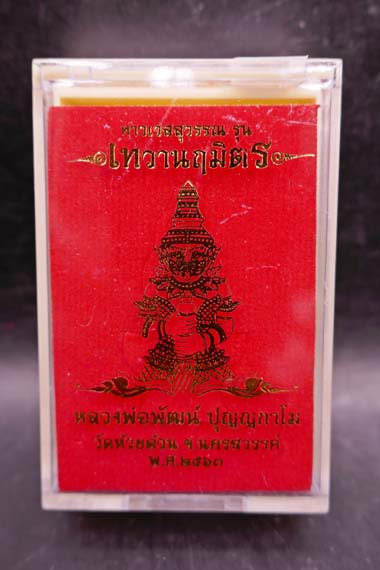 ท้าวเวสสุวรรณ รุ่น
เทวานฤมิตร
หลวงพ่อพัฒน์ ปุญญกาโม
วัดห้วยด้วน จ.นครสวรรค์
พ.ศ.๒๕๖๓